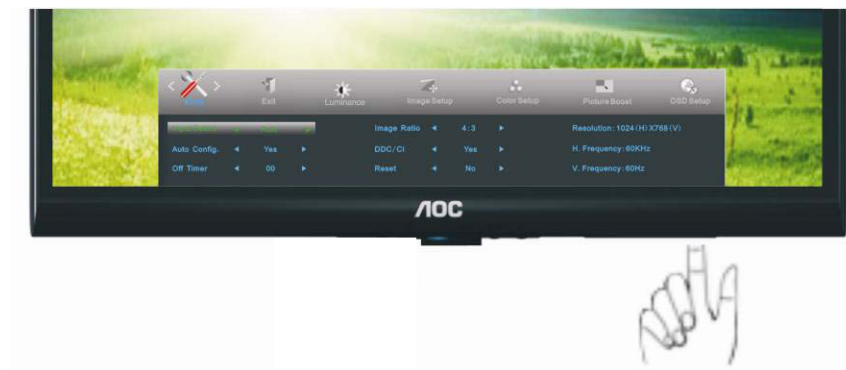 Exit
Luminance
Image Setup
Color Setup
Picture Boost
OSD Setup
Image Ratio 4:3
Resolution: 1024 (H) X768 (V)
Auto Config. Yes
DDC/CI Yes
H. Frequency: 60KHz
Off Timer 00
Reset No
V. Frequency: 60Hz
AOC